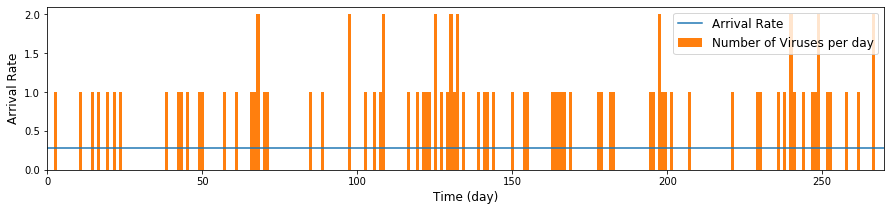 2.0
1.5
1.0
0.5
0.0
Arrival Rate
Arrival Rate
Number of Viruses per day
0 50 100 150 200 250
Time (day)